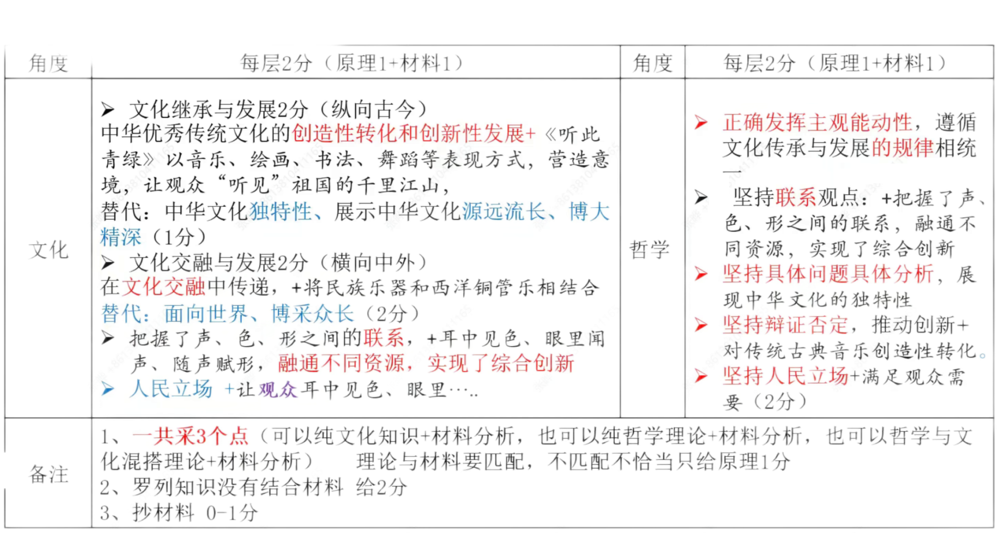 角度
每层2分（原理1+材料1）
角度
每层2分（原理1+材料1）
文化
➢ 文化继承与发展2分（纵向古今）
中华优秀传统文化的创造性转化和创新性发展+《听此
青绿》以音乐、绘画、书法、舞蹈等表现方式，营造意
境，让观众“听见”祖国的千里江山，
替代：中华文化独特性、展示中华文化源远流长、博大
精深（1分）
➢ 文化交融与发展2分（横向中外）
在文化交融中传递，+将民族乐器和西洋铜管乐相结合
替代：面向世界、博采众长（2分）
➢ 把握了声、色、形之间的联系，+耳中见色、眼里闻
声、随声赋形，融通不同资源，实现了综合创新
➢ 人民立场 +让观众耳中见色、眼里…..
哲学
➢ 正确发挥主观能动性，遵循
文化传承与发展的规律相统
一
➢ 坚持联系观点：+把握了声、
色、形之间的联系，融通不
同资源，实现了综合创新
➢ 坚持具体问题具体分析，展
现中华文化的独特性
➢ 坚持辩证否定，推动创新+
对传统古典音乐创造性转化。
➢ 坚持人民立场+满足观众需
要（2分）
备注
1、一共采3个点（可以纯文化知识+材料分析，也可以纯哲学理论+材料分析，也可以哲学与文
化混搭理论+材料分析） 理论与材料要匹配，不匹配不恰当只给原理1分
2、罗列知识没有结合材料 给2分
3、抄材料 0-1分